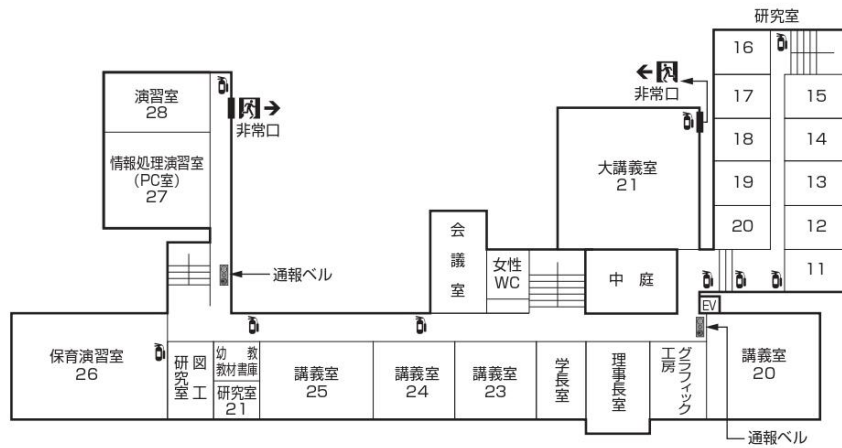 研究室
16
17
18
19
20
15
14
13
12
11
非常口
非常口
演習室
28
情報処理演習室
(PC室)
27
大講義室
21
通報ベル
会議室
女性
WC
中庭
EV
保育演習室
26
図工
研究室
幼教
教材書庫
研究室
21
講義室
25
講義室
24
講義室
23
学長室
理事長室
グラフィック
工房
講義室
20
通報ベル